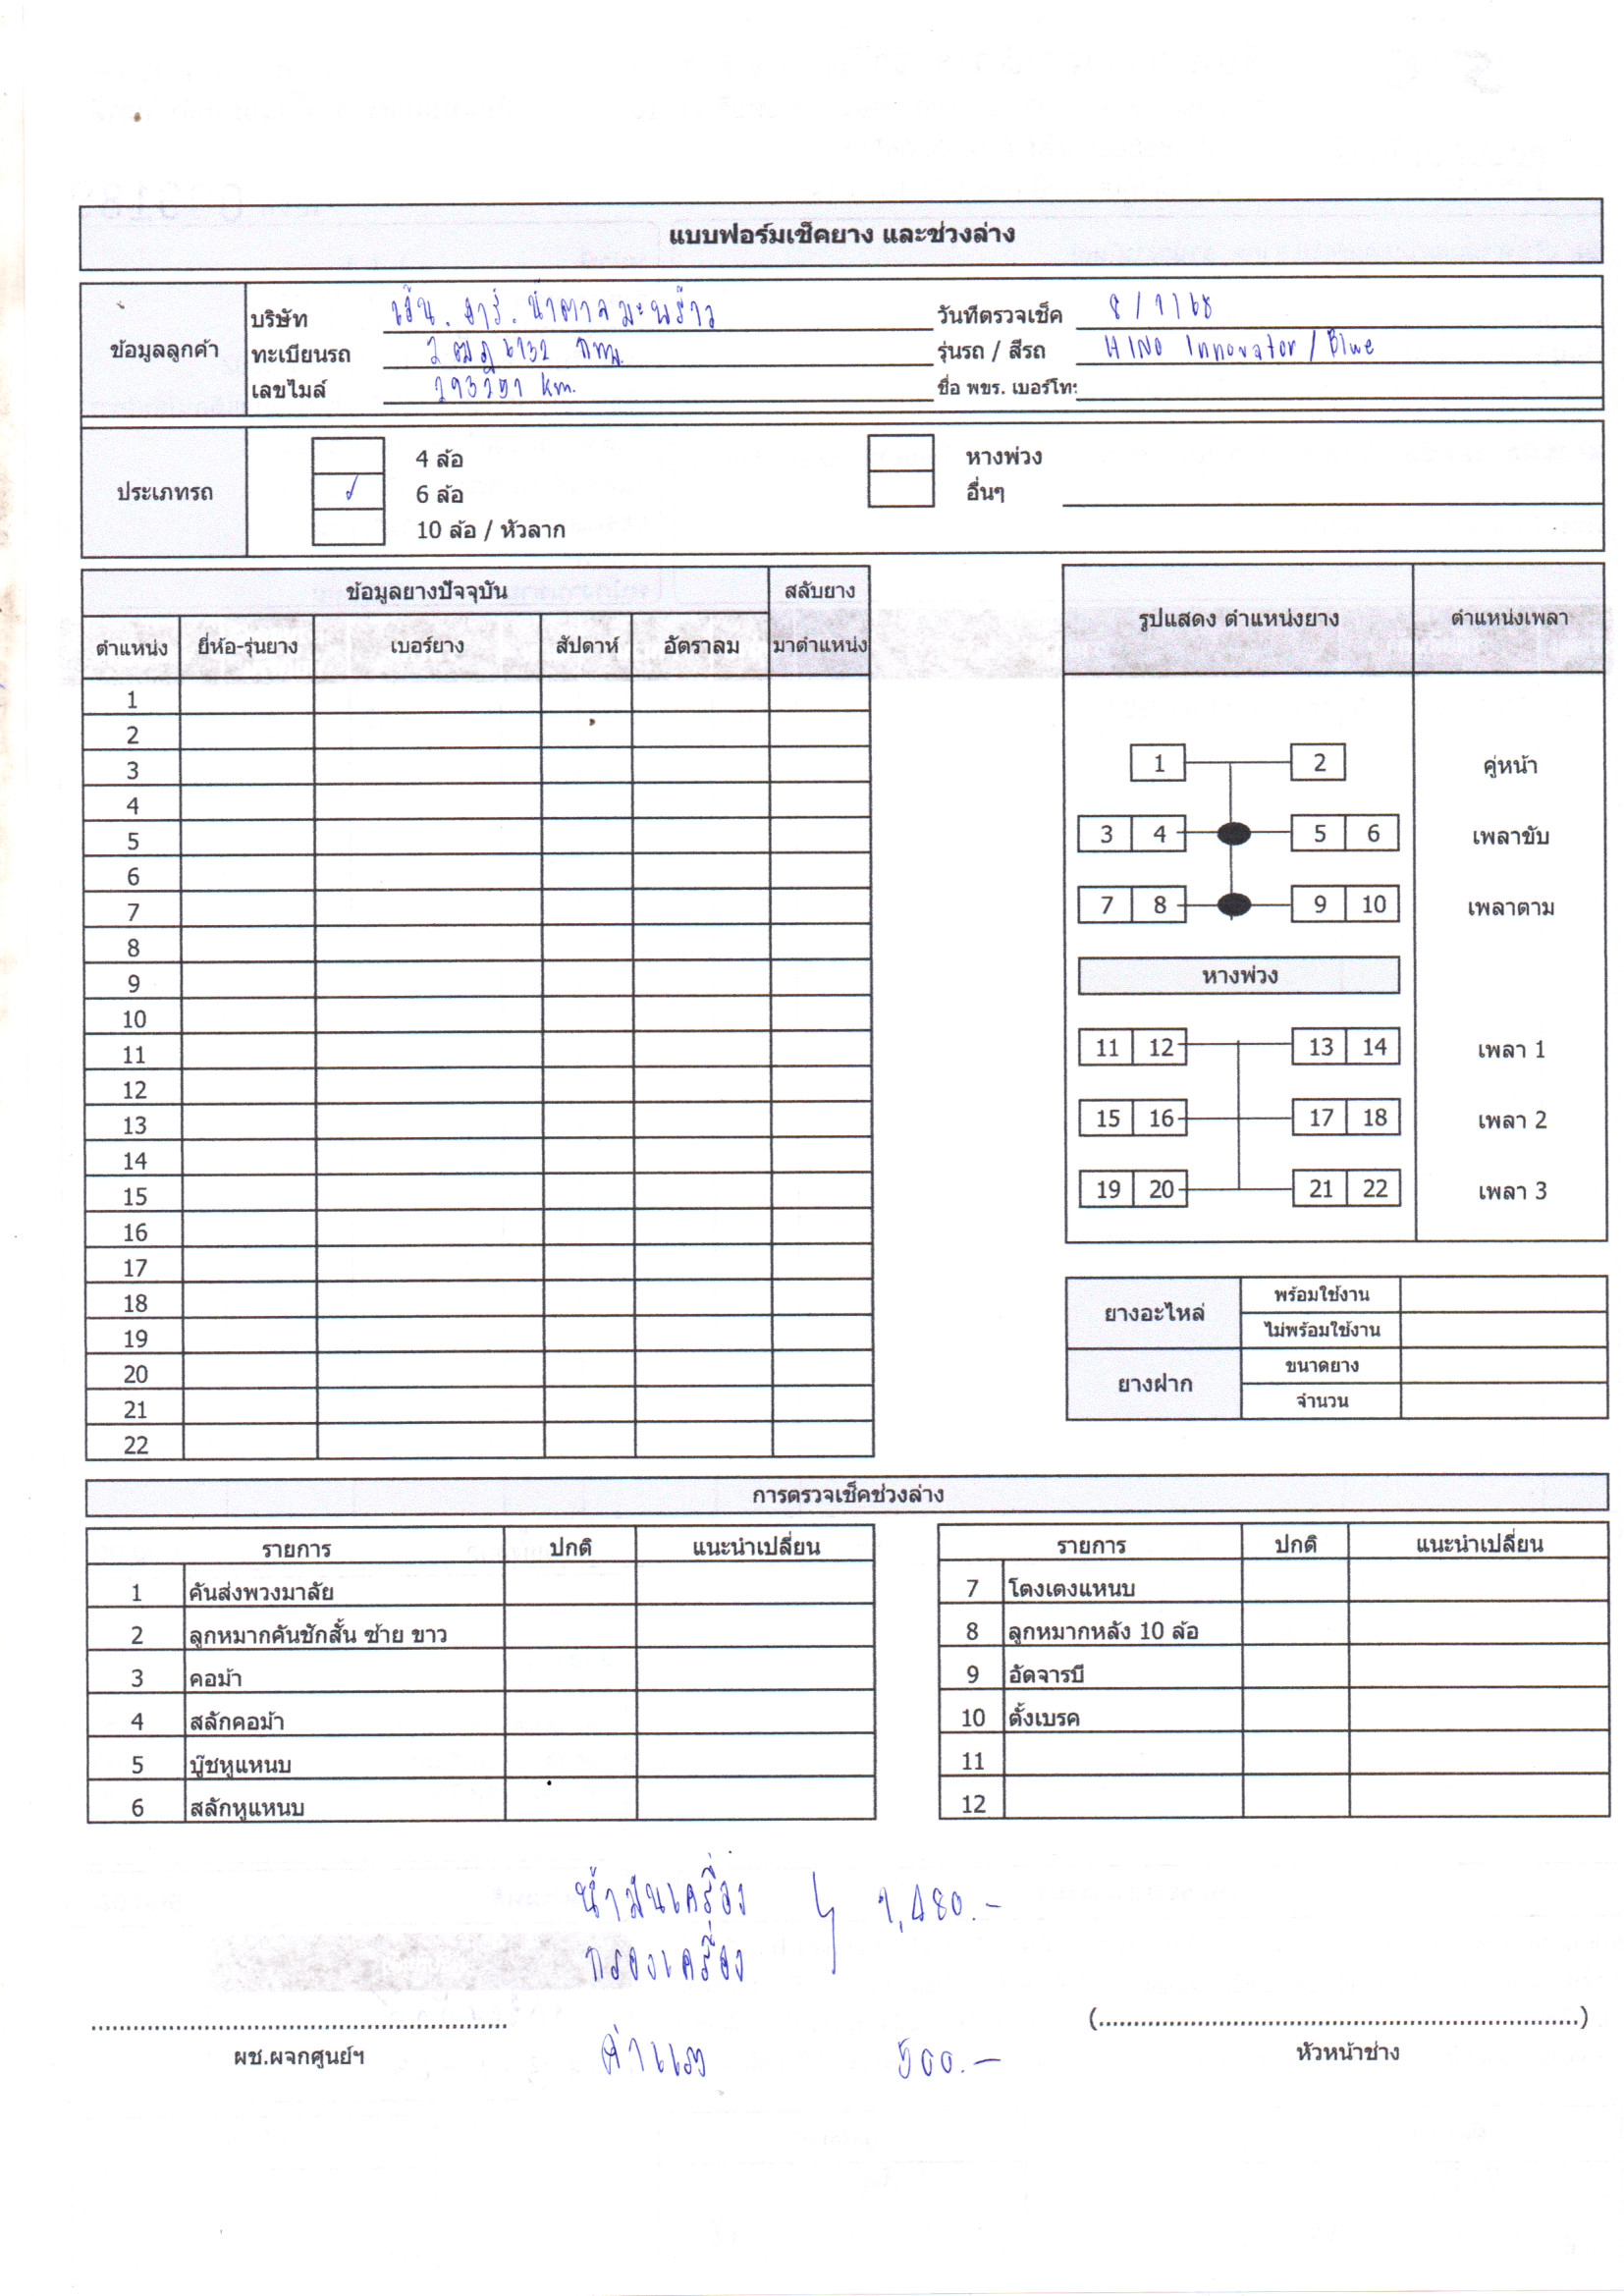 แบบฟอร์มเช็คยาง และช่วงล่าง
ข้อมูลลูกค้า
บริษัท เอ็น.อาร์.น้ำตาลมะพร้าว
วันทีตรวจเช็ค 8/1/68
ทะเบียนรถ 6132 กทม.
รุ่นรถ / สีรถ HINO Innovator / Blue
เลขไมล์ km.
ชื่อ พขร. เบอร์โทร
ประเภทรถ
4 ล้อ
หางพ่วง
✓ 6 ล้อ
อื่นๆ
10 ล้อ / หัวลาก
ข้อมูลยางปัจจุบัน สลับยาง
ตำแหน่ง ยี่ห้อ-รุ่นยาง เบอร์ยาง สัปดาห์ อัตราลม มาตำแหน่ง
1
2
3
4
5
6
7
8
9
10
11
12
13
14
15
16
17
18
19
20
21
22
รูปแสดง ตำแหน่งยาง ตำแหน่งเพลา
1 2 คู่หน้า
3 4 5 6 เพลาขับ
7 8 9 10 เพลาตาม
หางพ่วง
11 12 13 14 เพลา 1
15 16 17 18 เพลา 2
19 20 21 22 เพลา 3
ยางอะไหล่ พร้อมใช้งาน
ไม่พร้อมใช้งาน
ยางฝาก ขนาดยาง
จำนวน
การตรวจเช็คช่วงล่าง
รายการ ปกติ แนะนำเปลี่ยน
1 คันส่งพวงมาลัย
2 ลูกหมากคันชักสั้น ซ้าย ขาว
3 คอม้า
4 สลักคอม้า
5 บู๊ชหูแหนบ
6 สลักหูแหนบ
รายการ ปกติ แนะนำเปลี่ยน
7 โตงเตงแหนบ
8 ลูกหมากหลัง 10 ล้อ
9 อัดจารบี
10 ตั้งเบรค
11
12
น้ำมันเครื่อง 1,480.-
กรองเครื่อง
(....................)
ผช.ผจกศูนย์ฯ
ค่าแรง 500.-
หัวหน้าช่าง